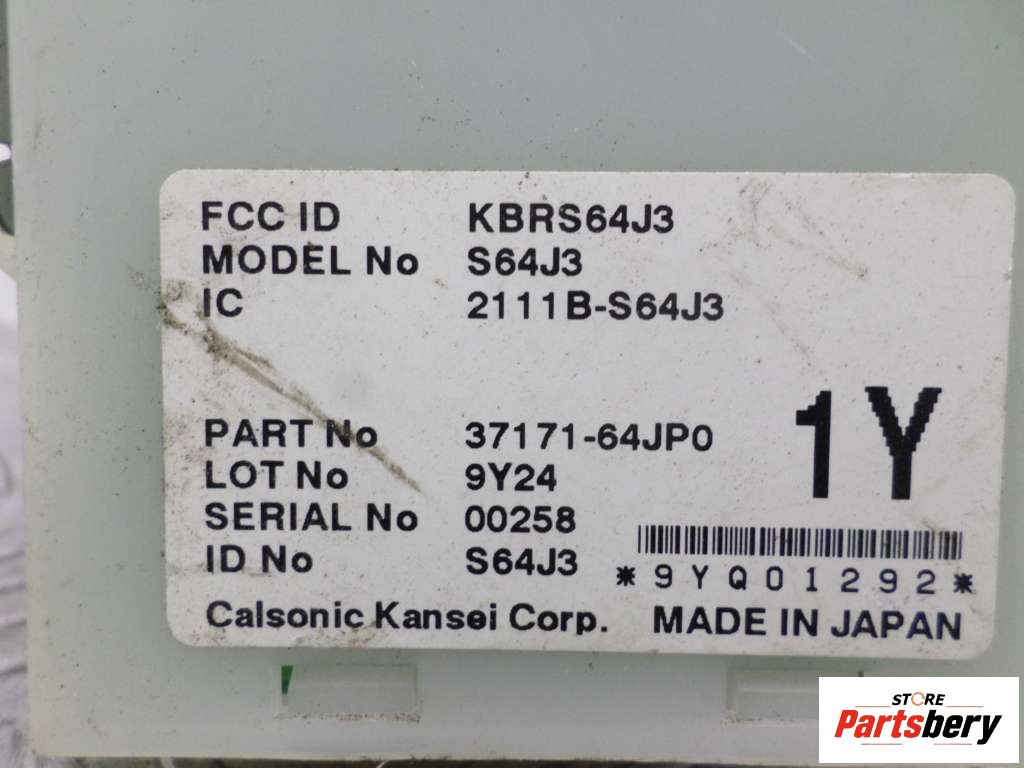 FCC ID KBRS64J3
MODEL No S64J3
IC 2111B-S64J3
PART No 37171-64JP0
1Y
LOT No 9Y24
SERIAL No 00258
ID No S64J3
*9YQ01292*
Calsonic Kansei Corp. MADE IN JAPAN
STORE
Partsbery